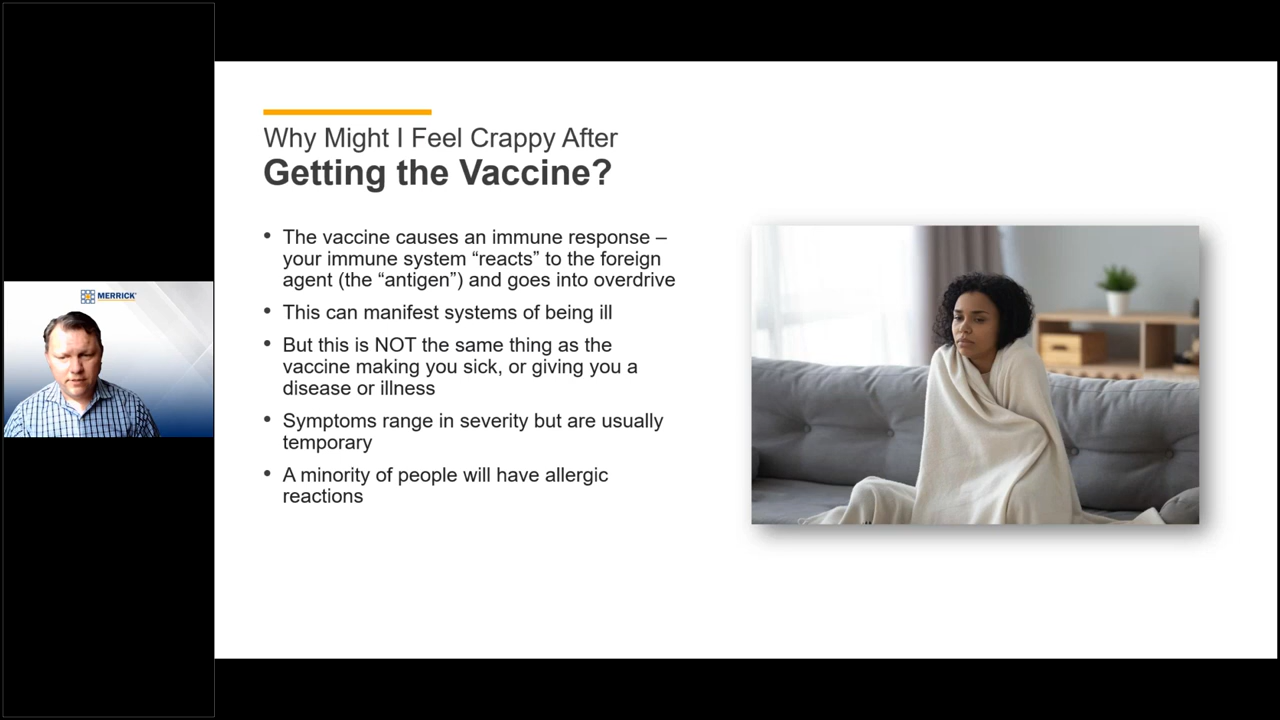 Why Might I Feel Crappy After
Getting the Vaccine?
• The vaccine causes an immune response –
your immune system “reacts” to the foreign
agent (the “antigen”) and goes into overdrive
• This can manifest systems of being ill
• But this is NOT the same thing as the
vaccine making you sick, or giving you a
disease or illness
• Symptoms range in severity but are usually
temporary
• A minority of people will have allergic
reactions
MERRICK